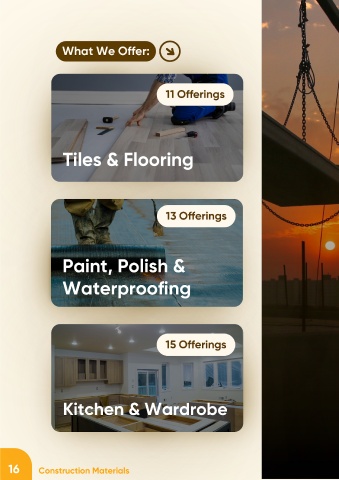 What We Offer:
11 Offerings
Tiles & Flooring
13 Offerings
Paint, Polish &
Waterproofing
15 Offerings
Kitchen & Wardrobe
16
Construction Materials